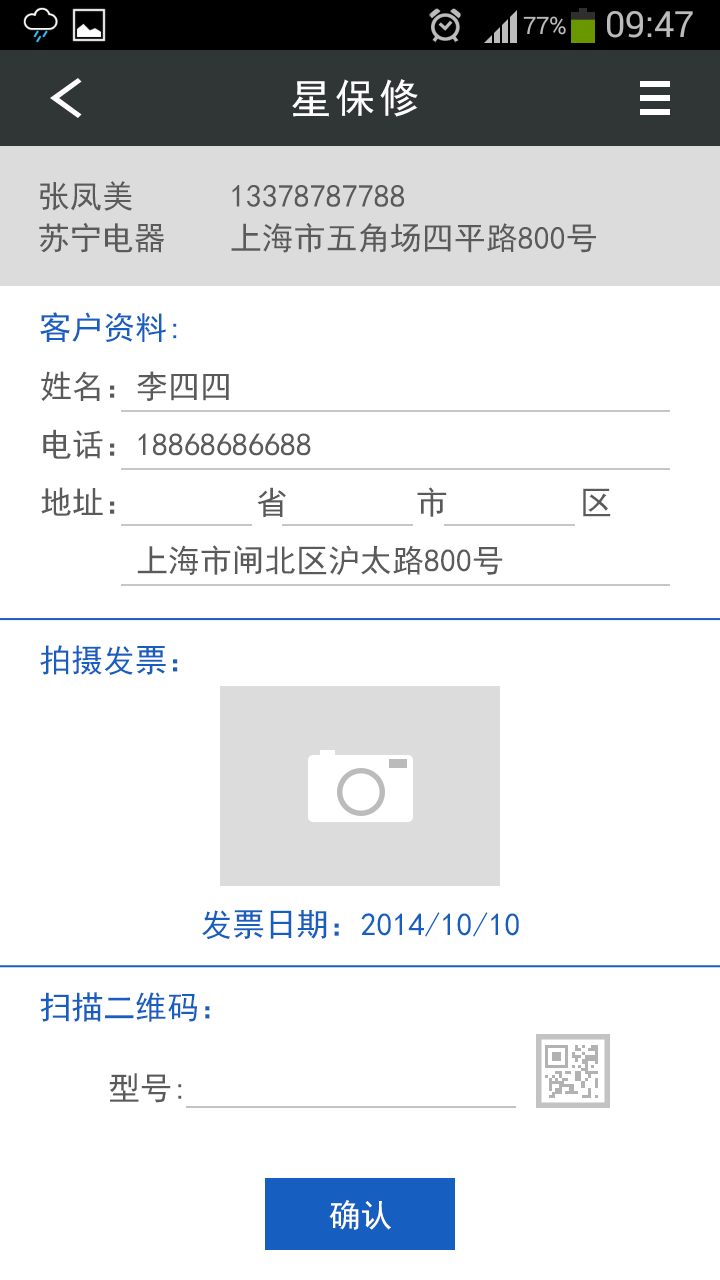 77% 09:47
星保修
张凤美 13378787788
苏宁电器 上海市五角场四平路800号
客户资料:
姓名：李四四
电话：18868686688
地址： 省 市 区
上海市闸北区沪太路800号
拍摄发票：
发票日期：2014/10/10
扫描二维码：
型号:
确认